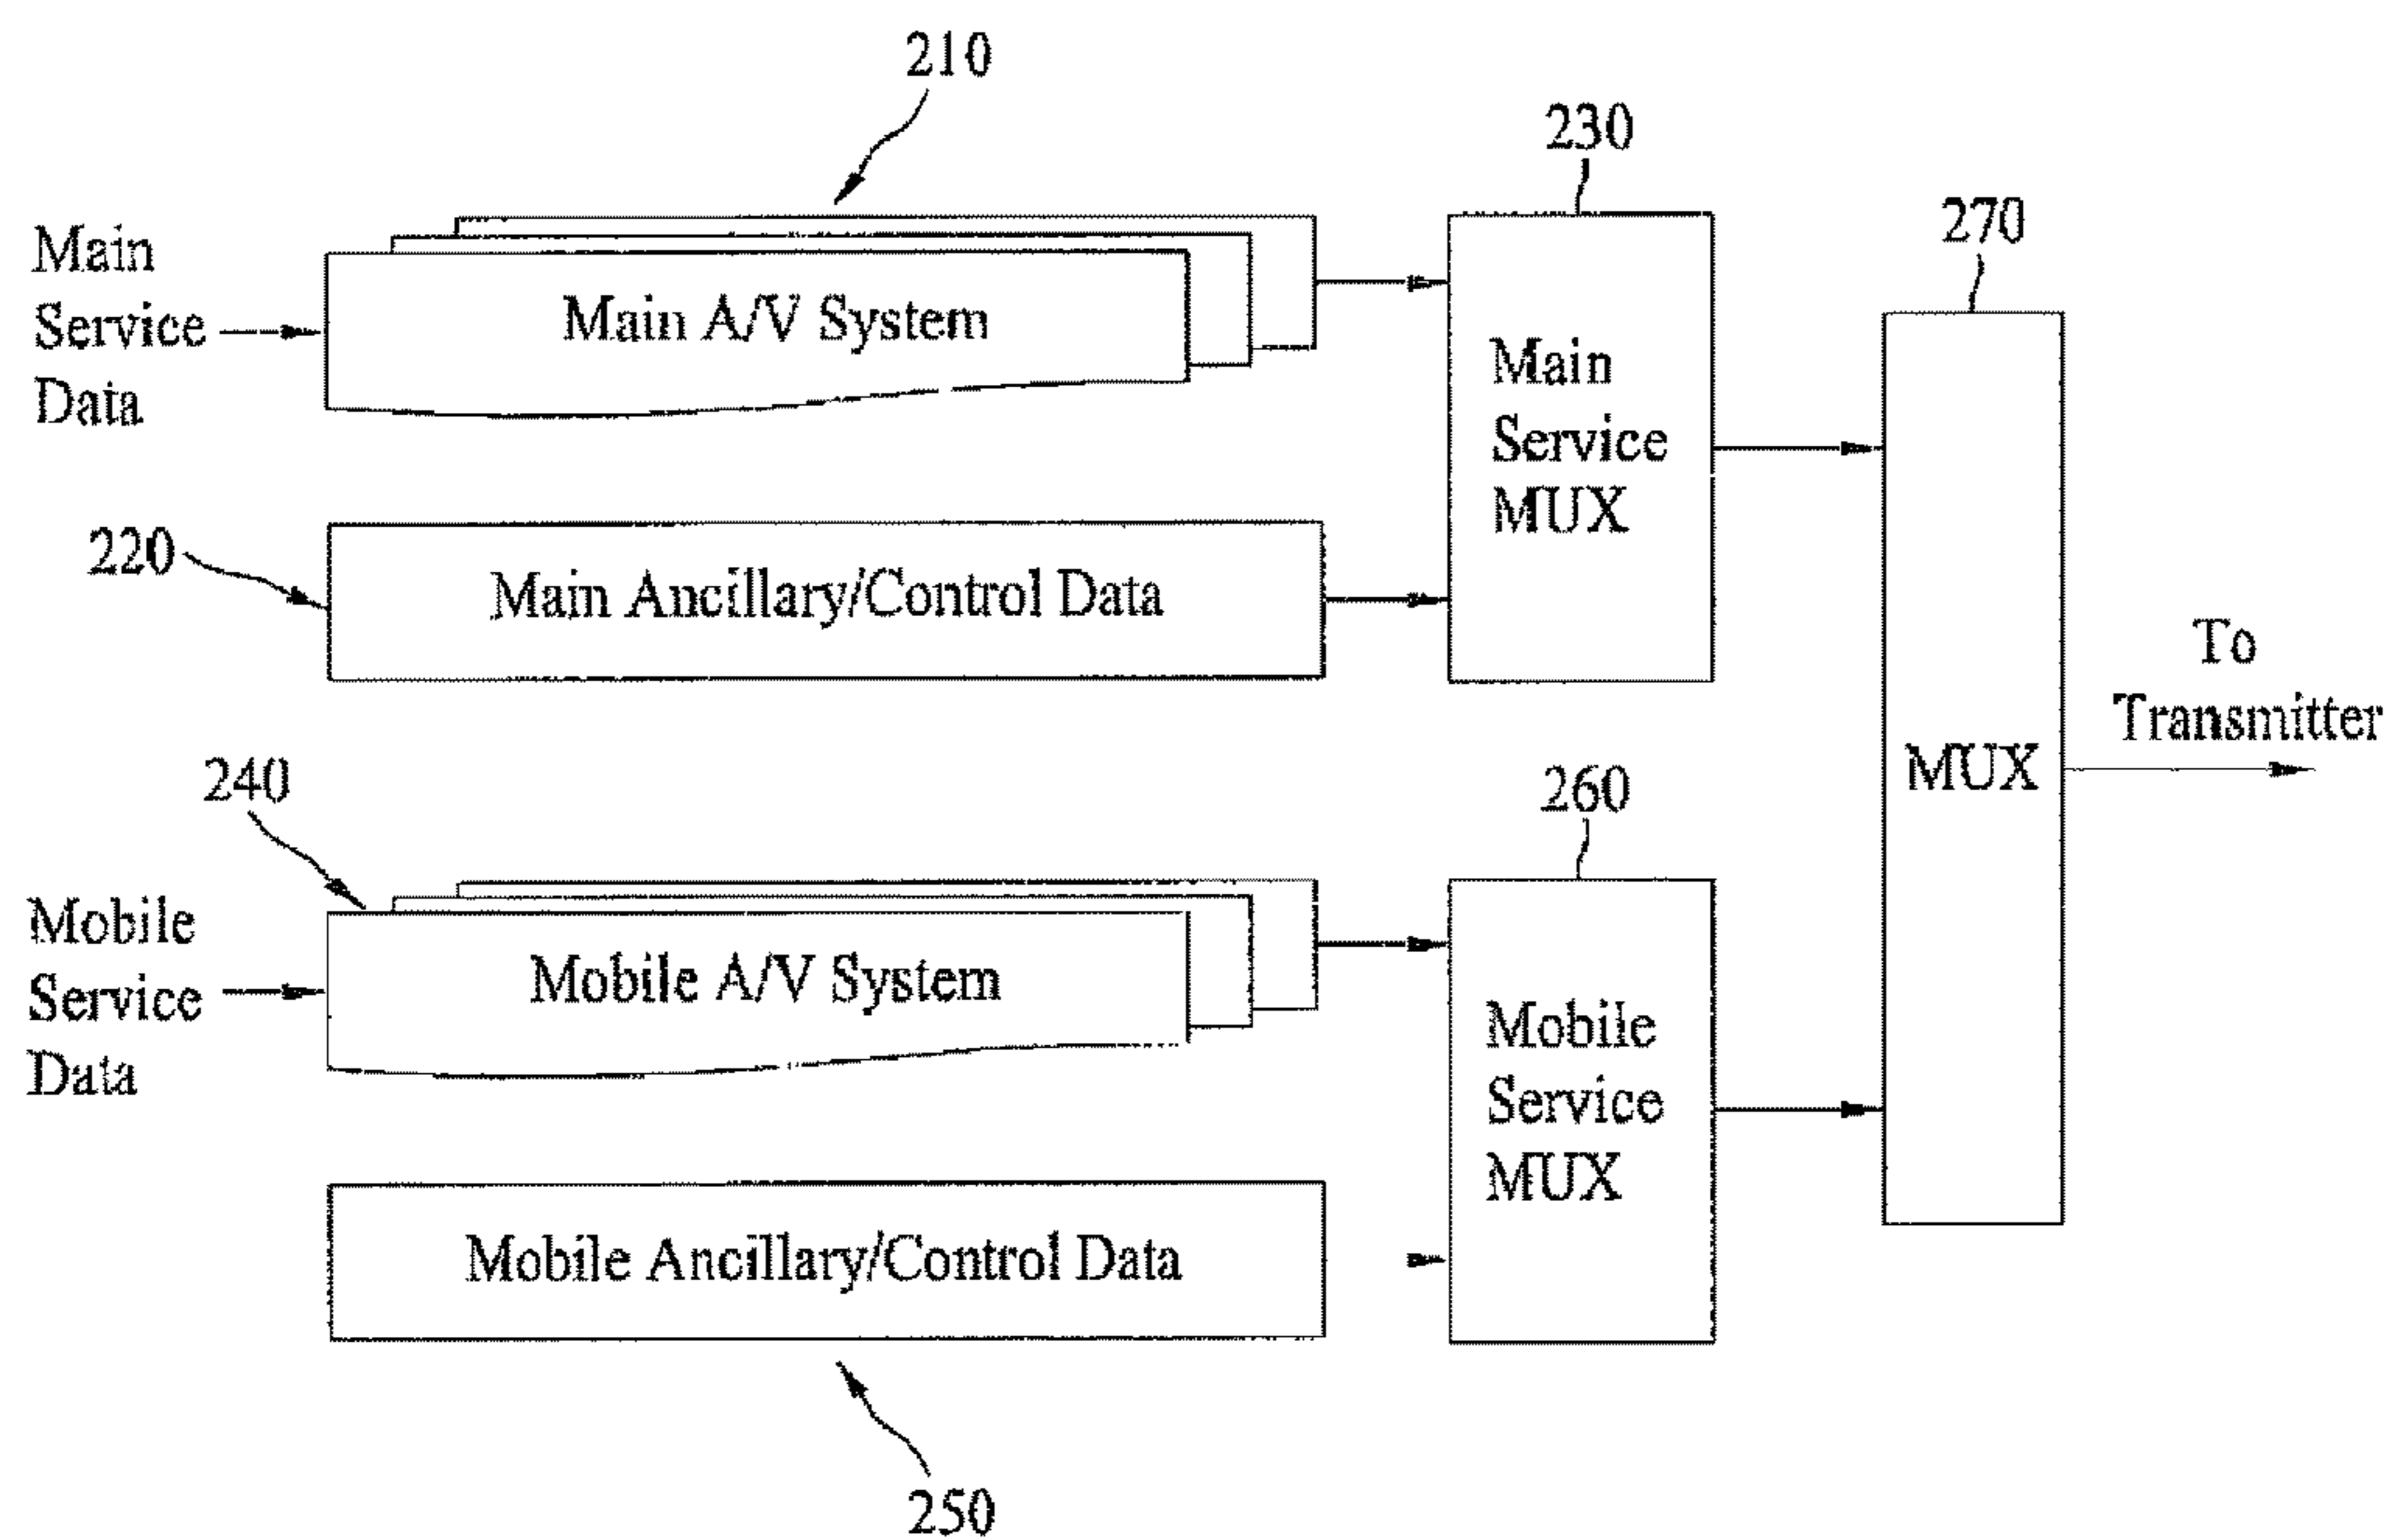 210
230
270
Main
Service
Data
Main A/V System
Main
Service
MUX
220
Main Ancillary/Control Data
To
Transmitter
MUX
240
260
Mobile
Service
Data
Mobile A/V System
Mobile
Service
MUX
Mobile Ancillary/Control Data
250